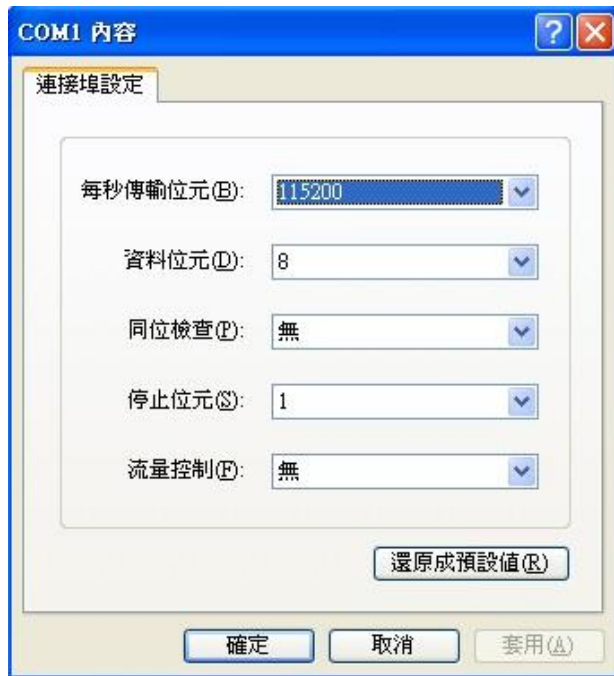 COM1 內容
連接埠設定
每秒傳輸位元(B): 115200
資料位元(D): 8
同位檢查(P): 無
停止位元(S): 1
流量控制(F): 無
還原成預設值(R)
確定 取消 套用(A)